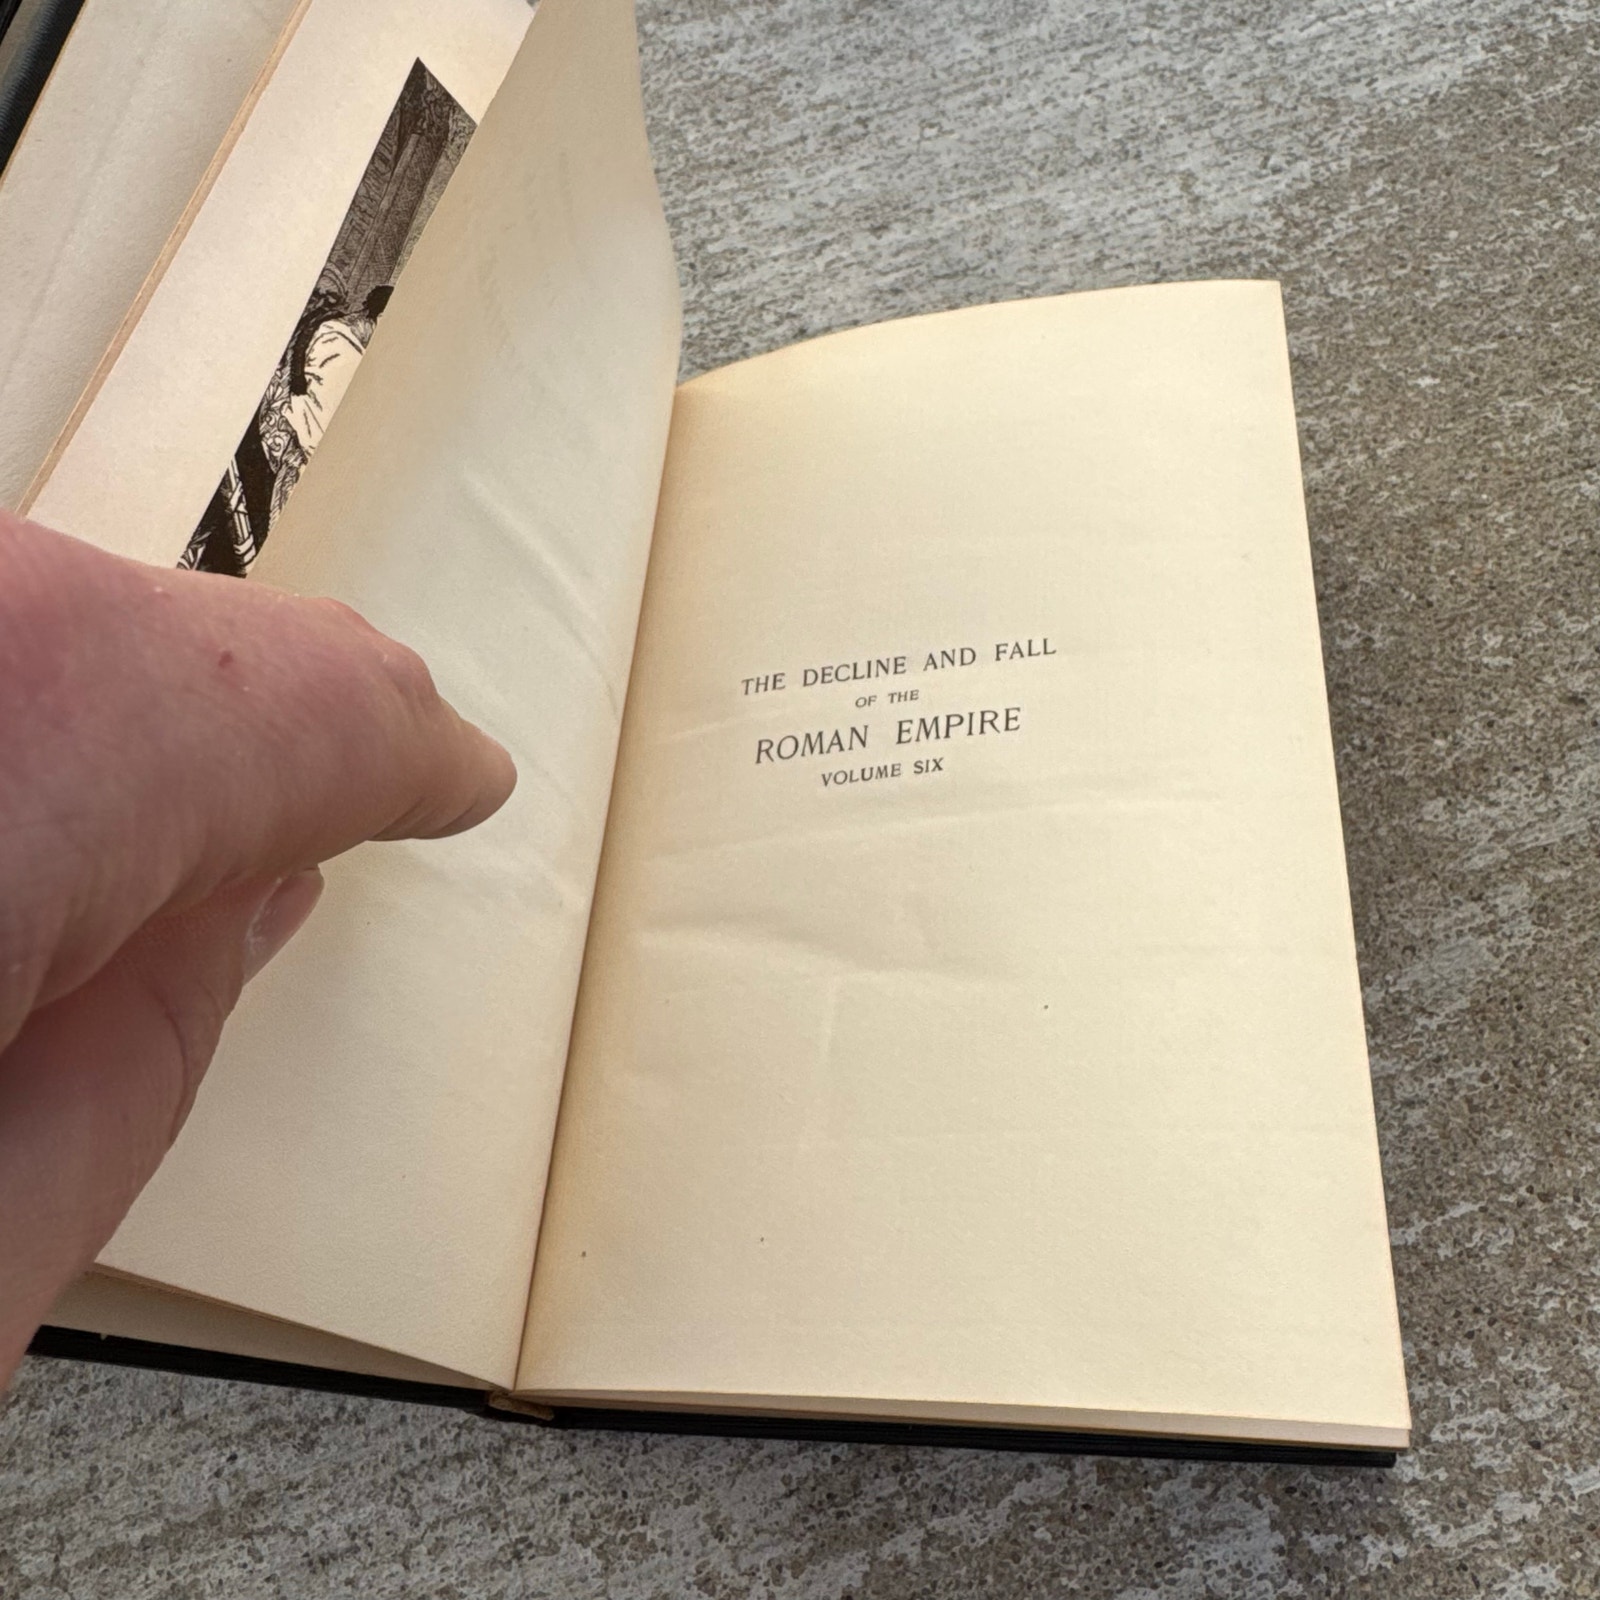 THE DECLINE AND FALL
OF THE
ROMAN EMPIRE
VOLUME SIX